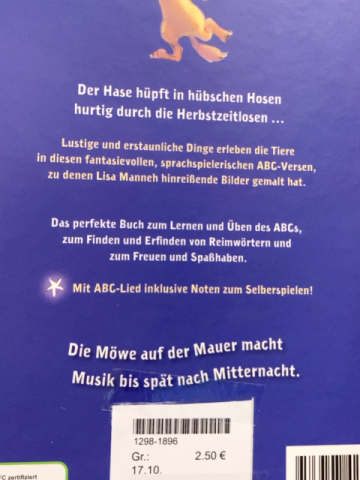 Der Hase hüpft in hübschen Hosen
hurtig durch die Herbstzeitlosen ...
Lustige und erstaunliche Dinge erleben die Tiere
in diesen fantasievollen, sprachspielerischen ABC-Versen,
zu denen Lisa Manneh hinreißende Bilder gemalt hat.
Das perfekte Buch zum Lernen und Üben des ABCs,
zum Finden und Erfinden von Reimwörtern und
zum Freuen und Spaßhaben.
Mit ABC-Lied inklusive Noten zum Selberspielen!
Die Möwe auf der Mauer macht
Musik bis spät nach Mitternacht.
1298-1896
Gr.: 2.50 €
17.10.
zertifiziert